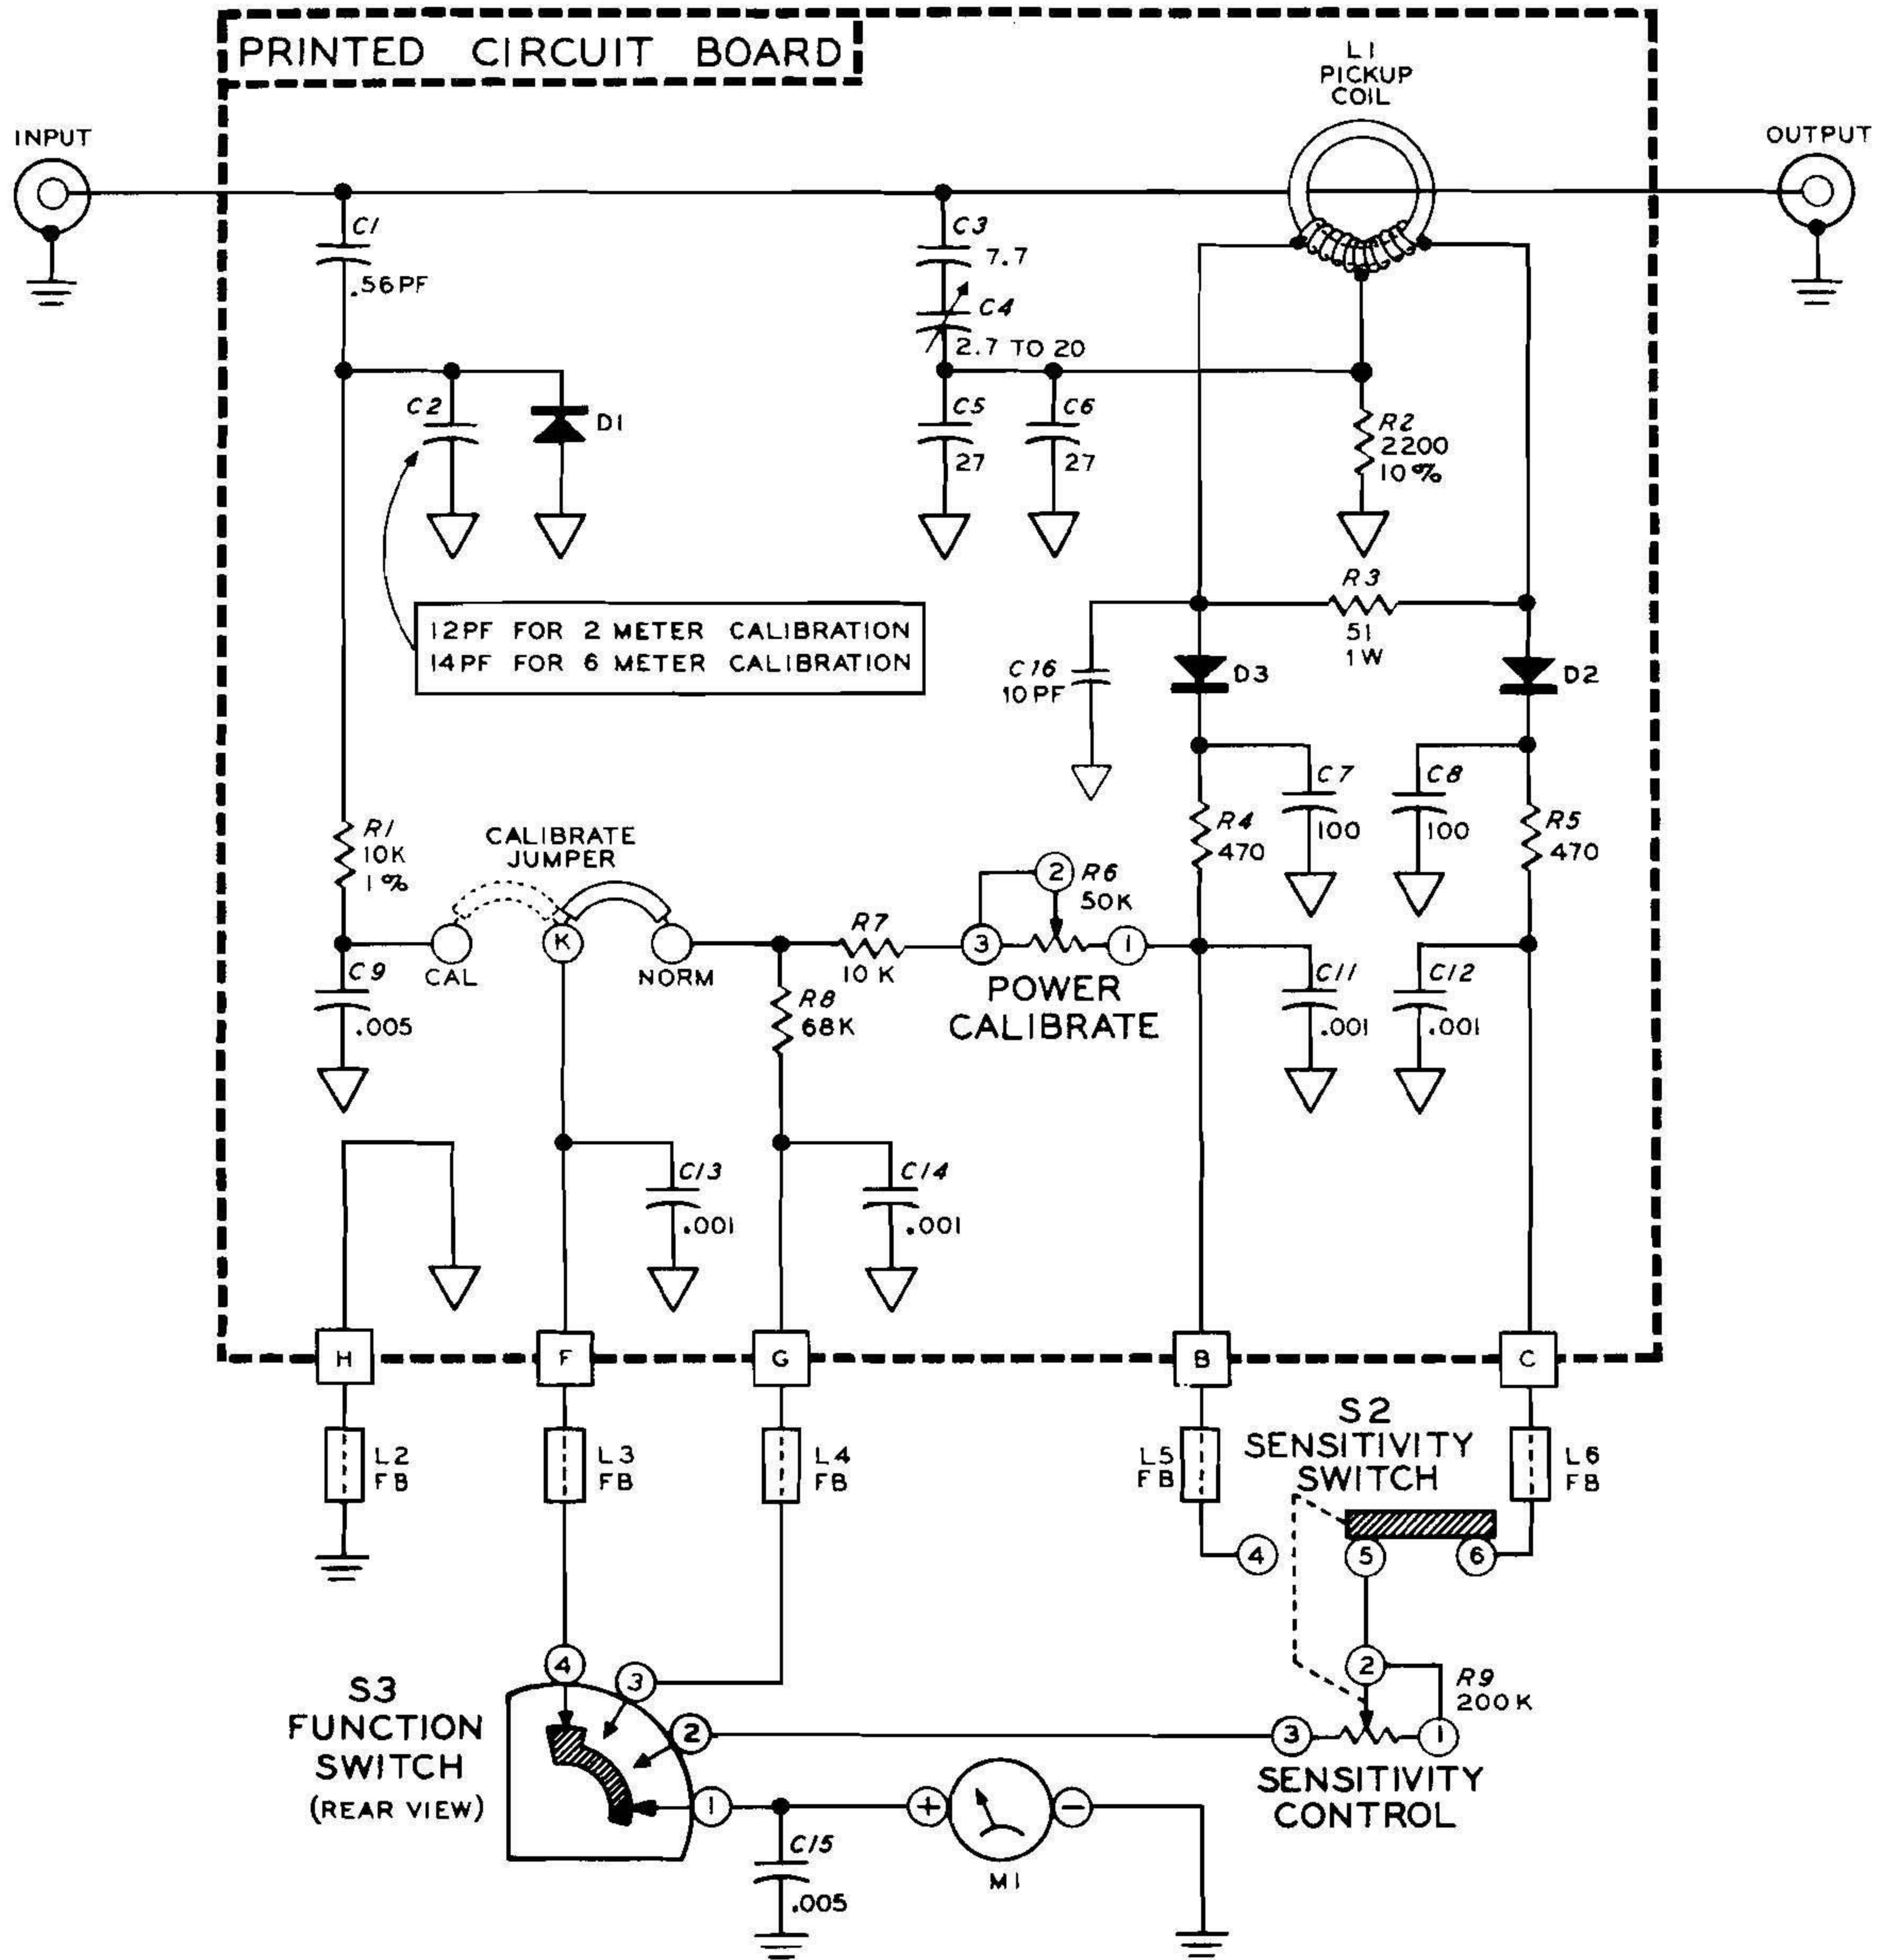 PRINTED CIRCUIT BOARD
L1
PICKUP
COIL
INPUT
OUTPUT
C1
.56PF
C3
7.7
C4
2.7 TO 20
C2
D1
C5
27
C6
27
R2
2200
10%
12PF FOR 2 METER CALIBRATION
14PF FOR 6 METER CALIBRATION
R3
51
1W
C16
10PF
D3
D2
C7
100
C8
100
R1
10K
1%
CALIBRATE
JUMPER
2
R6
50K
R4
470
R5
470
K
CAL
NORM
R7
10K
3
1
POWER
CALIBRATE
C9
.005
R8
68K
C11
.001
C12
.001
C13
.001
C14
.001
H
F
G
B
C
L2
FB
L3
FB
L4
FB
L5
FB
S2
SENSITIVITY
SWITCH
L6
FB
4
5
6
4
3
2
1
S3
FUNCTION
SWITCH
(REAR VIEW)
2
R9
200K
3
1
SENSITIVITY
CONTROL
+
−
M1
C15
.005